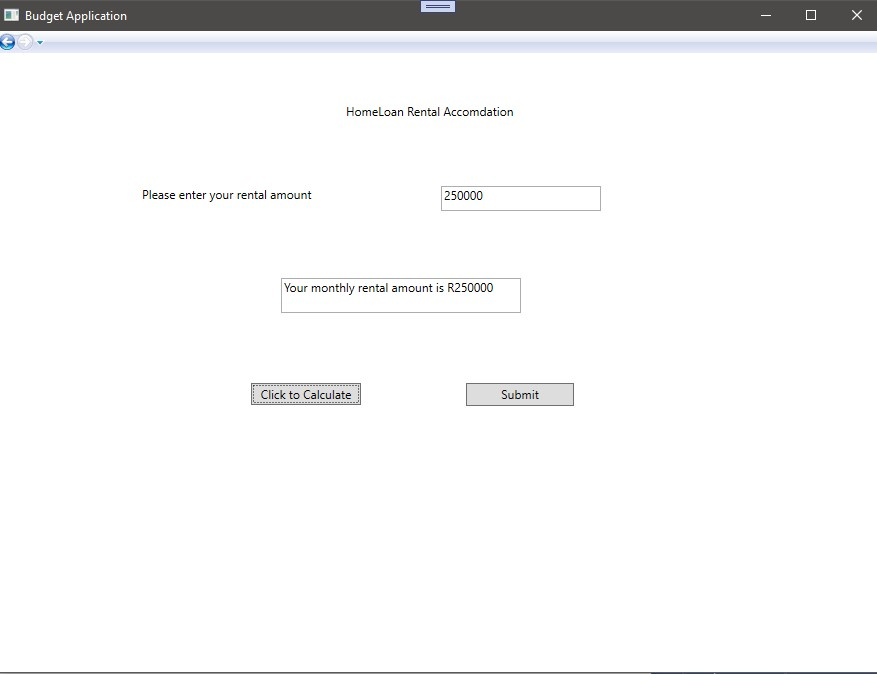 Budget Application
HomeLoan Rental Accomdation
Please enter your rental amount
250000
Your monthly rental amount is R250000
Click to Calculate
Submit